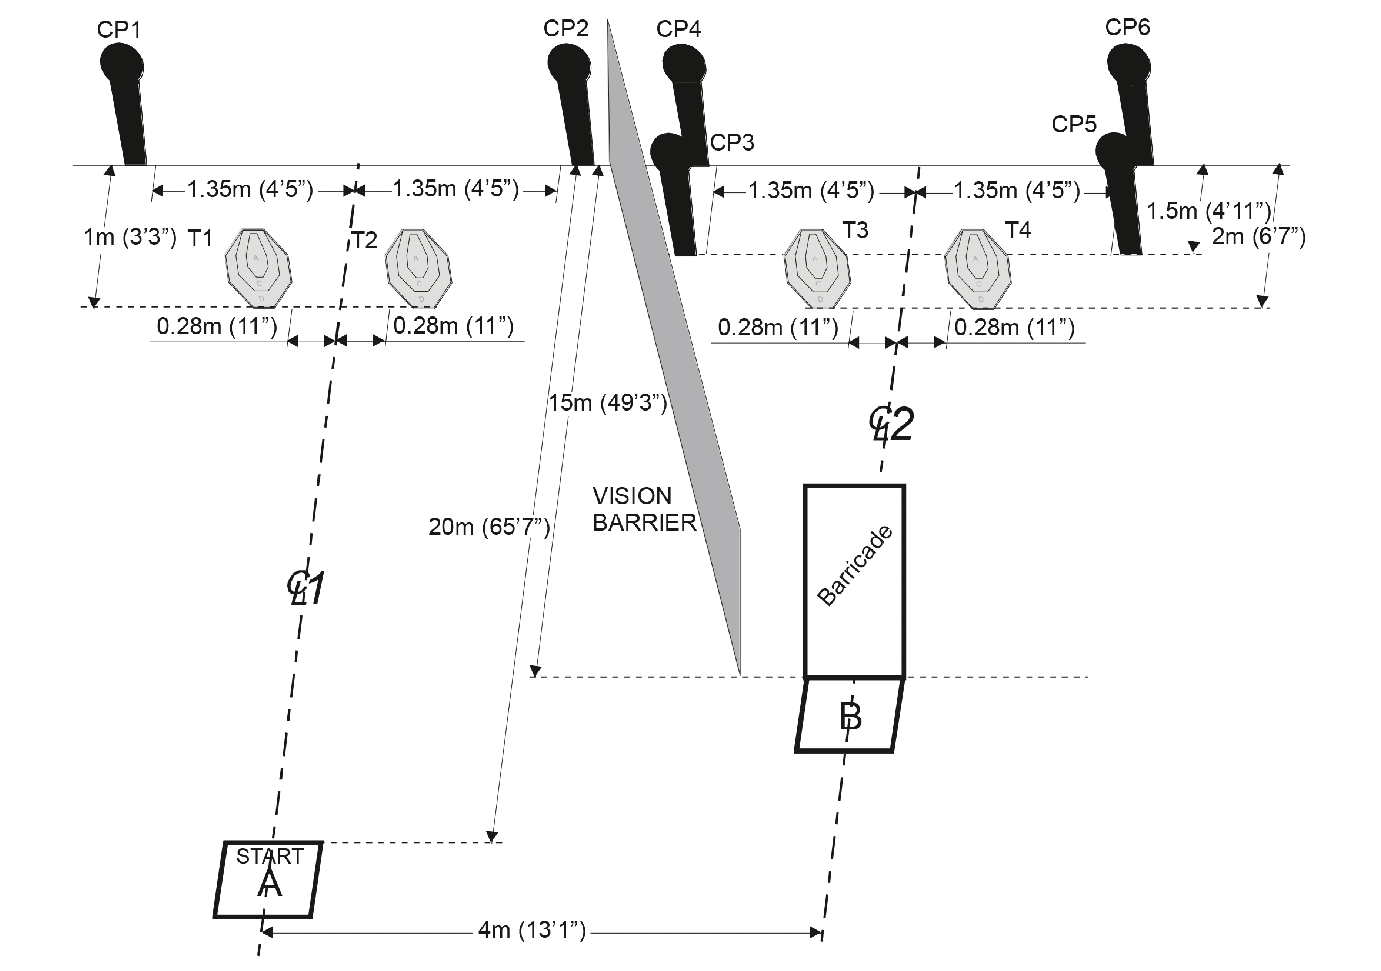 CP1
CP2
CP4
CP6
CP3
CP5
1.35m (4’5”)
1.35m (4’5”)
1.35m (4’5”)
1.35m (4’5”)
1.5m (4’11”)
1m (3’3”)
T1
T2
T3
T4
2m (6’7”)
A
C
D
A
C
D
A
C
D
A
C
D
0.28m (11”)
0.28m (11”)
0.28m (11”)
0.28m (11”)
15m (49’3”)
℄2
VISION
BARRIER
20m (65’7”)
Barricade
℄1
B
START
A
4m (13’1”)